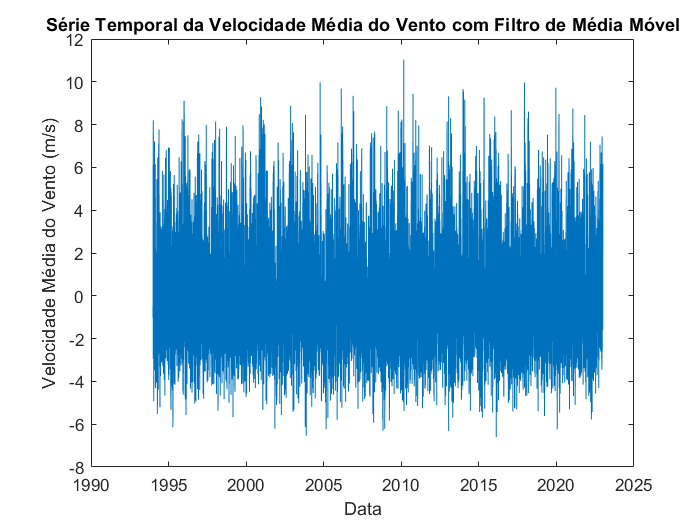 Série Temporal da Velocidade Média do Vento com Filtro de Média Móvel
12
10
8
6
4
2
0
-2
-4
-6
-8
Velocidade Média do Vento (m/s)
1990 1995 2000 2005 2010 2015 2020 2025
Data